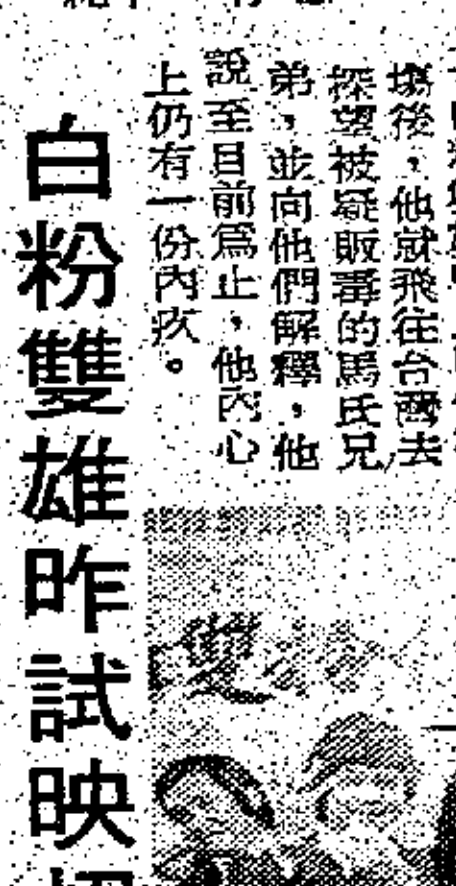 後，他就飛往台灣去
探望被疑販毒的馬氏兄
弟，並向他們解釋，他
說至目前為止，他內心
上仍有一份內疚。
白粉雙雄昨試映